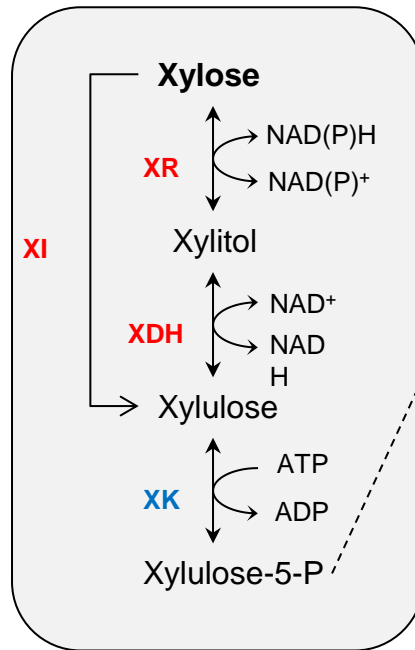 Xylose
NAD(P)H
XR
NAD(P)+
Xylitol
XI
NAD+
XDH
NAD
H
Xylulose
ATP
XK
ADP
Xylulose-5-P